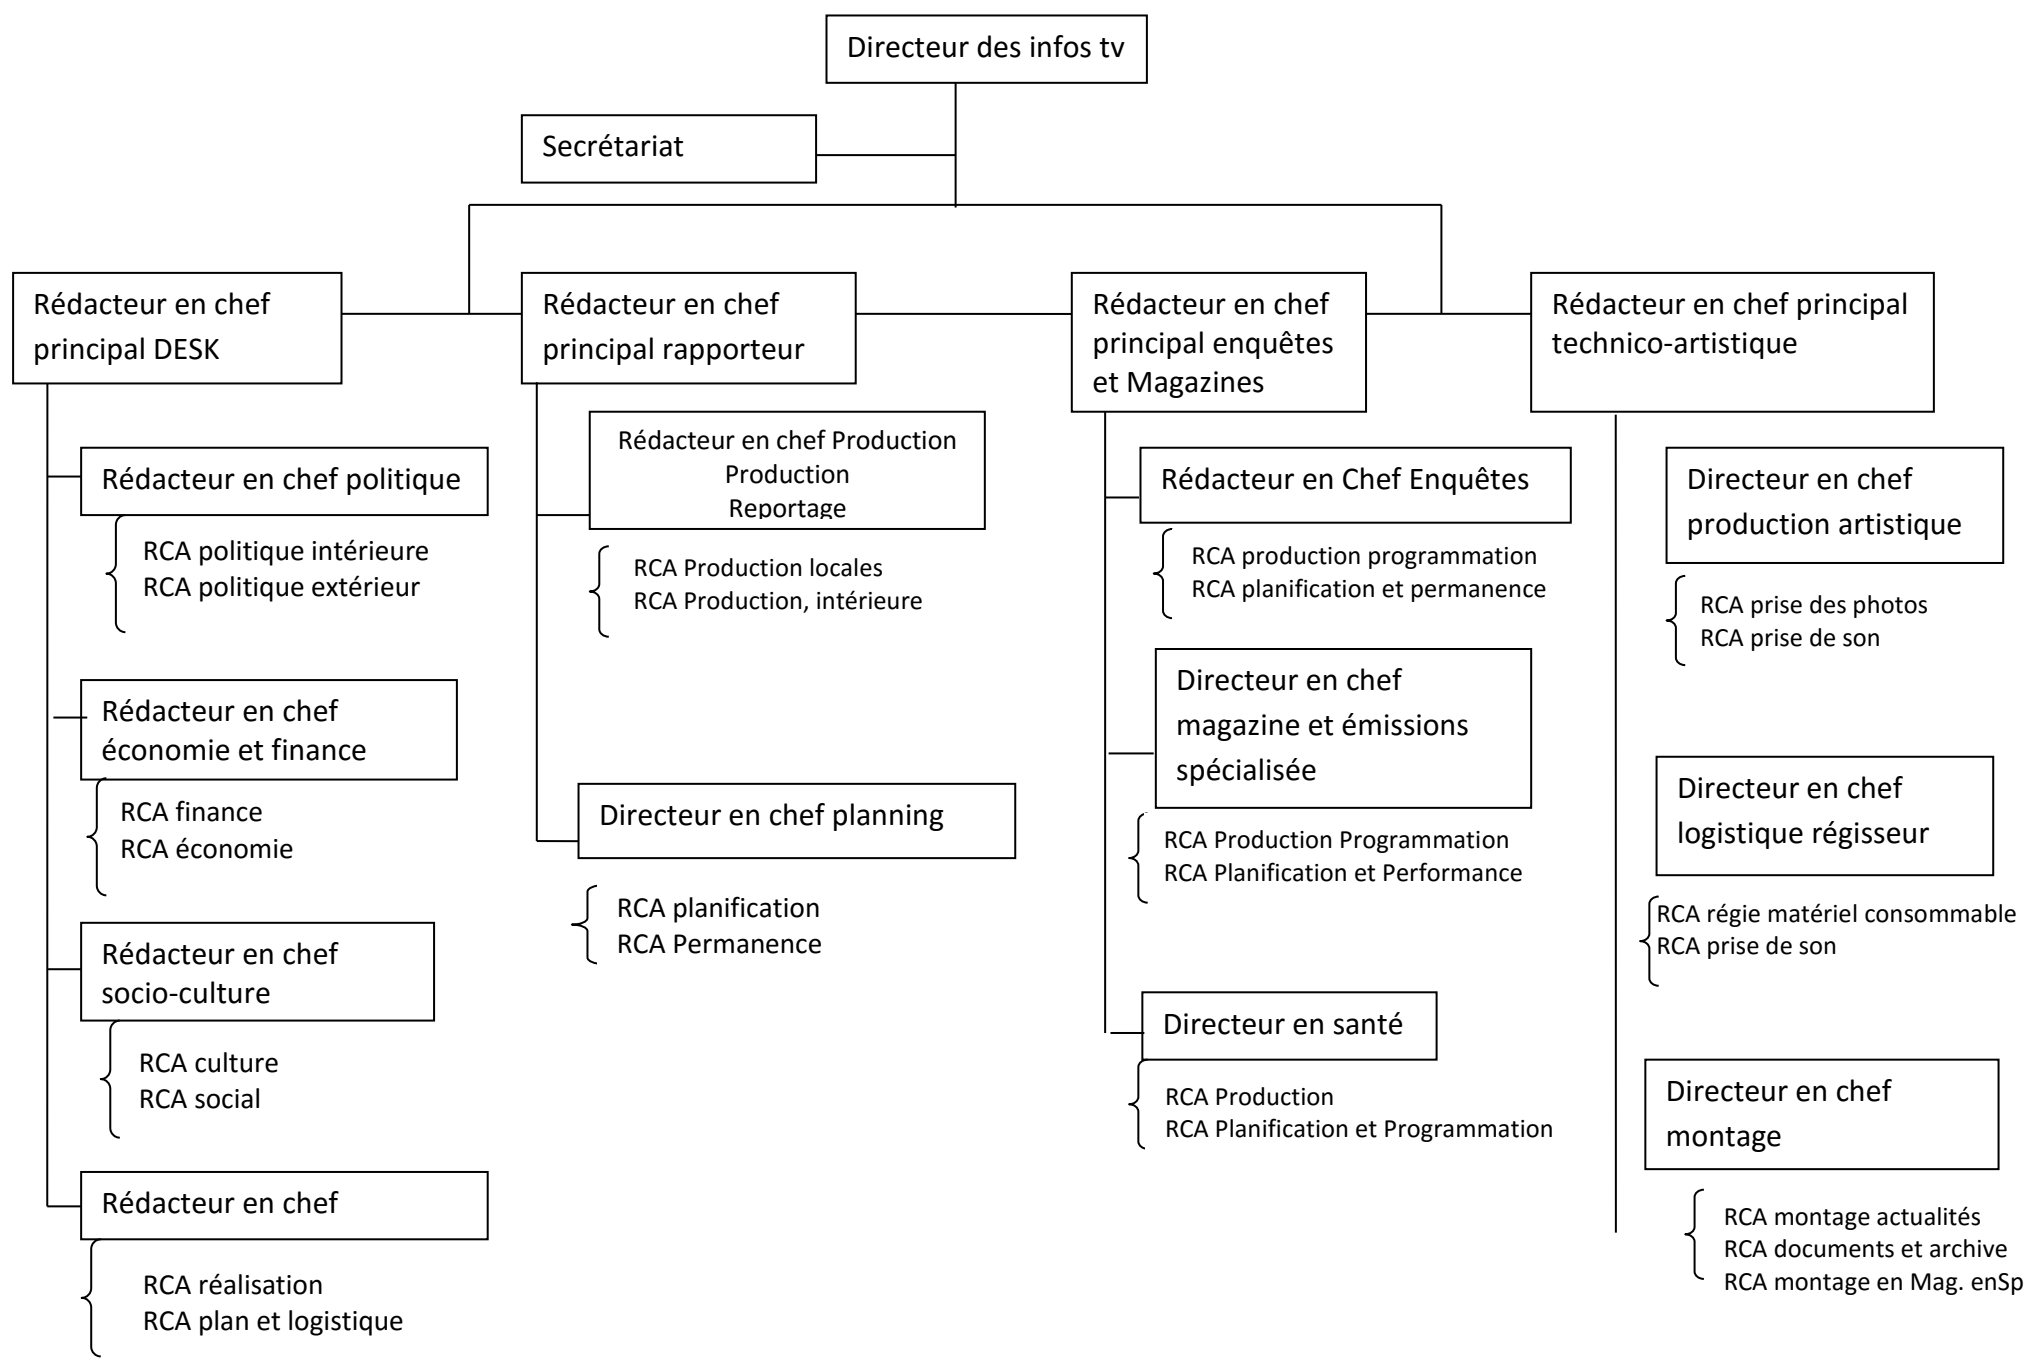 Directeur des infos tv
Secrétariat
Rédacteur en chef
principal DESK
Rédacteur en chef politique
RCA politique intérieure
RCA politique extérieur
Rédacteur en chef
économie et finance
RCA finance
RCA économie
Rédacteur en chef
socio-culture
RCA culture
RCA social
Rédacteur en chef
RCA réalisation
RCA plan et logistique
Rédacteur en chef
principal rapporteur
Rédacteur en chef Production
Production
Reportage
RCA Production locales
RCA Production, intérieure
Directeur en chef planning
RCA planification
RCA Permanence
Rédacteur en chef
principal enquêtes
et Magazines
Rédacteur en Chef Enquêtes
RCA production programmation
RCA planification et permanence
Directeur en chef
magazine et émissions
spécialisée
RCA Production Programmation
RCA Planification et Performance
Directeur en santé
RCA Production
RCA Planification et Programmation
Rédacteur en chef principal
technico-artistique
Directeur en chef
production artistique
RCA prise des photos
RCA prise de son
Directeur en chef
logistique régisseur
RCA régie matériel consommable
RCA prise de son
Directeur en chef
montage
RCA montage actualités
RCA documents et archive
RCA montage en Mag. enSp